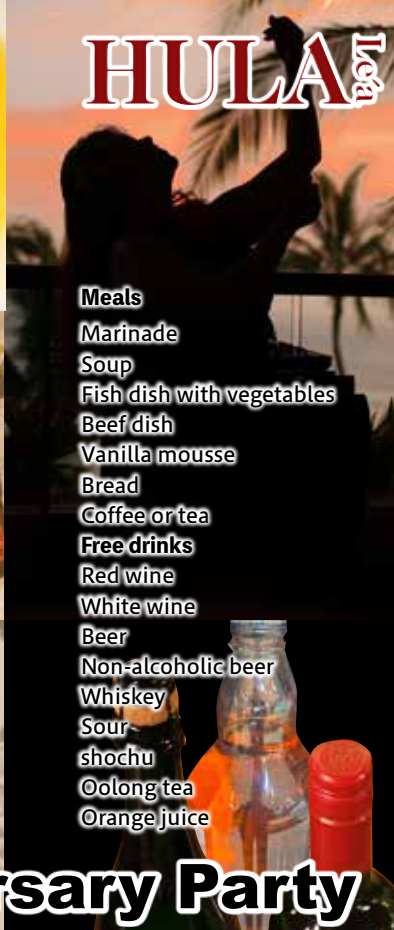 HULA Le'a
Meals
Marinade
Soup
Fish dish with vegetables
Beef dish
Vanilla mousse
Bread
Coffee or tea
Free drinks
Red wine
White wine
Beer
Non-alcoholic beer
Whiskey
Sour
shochu
Oolong tea
Orange juice
rsary Party